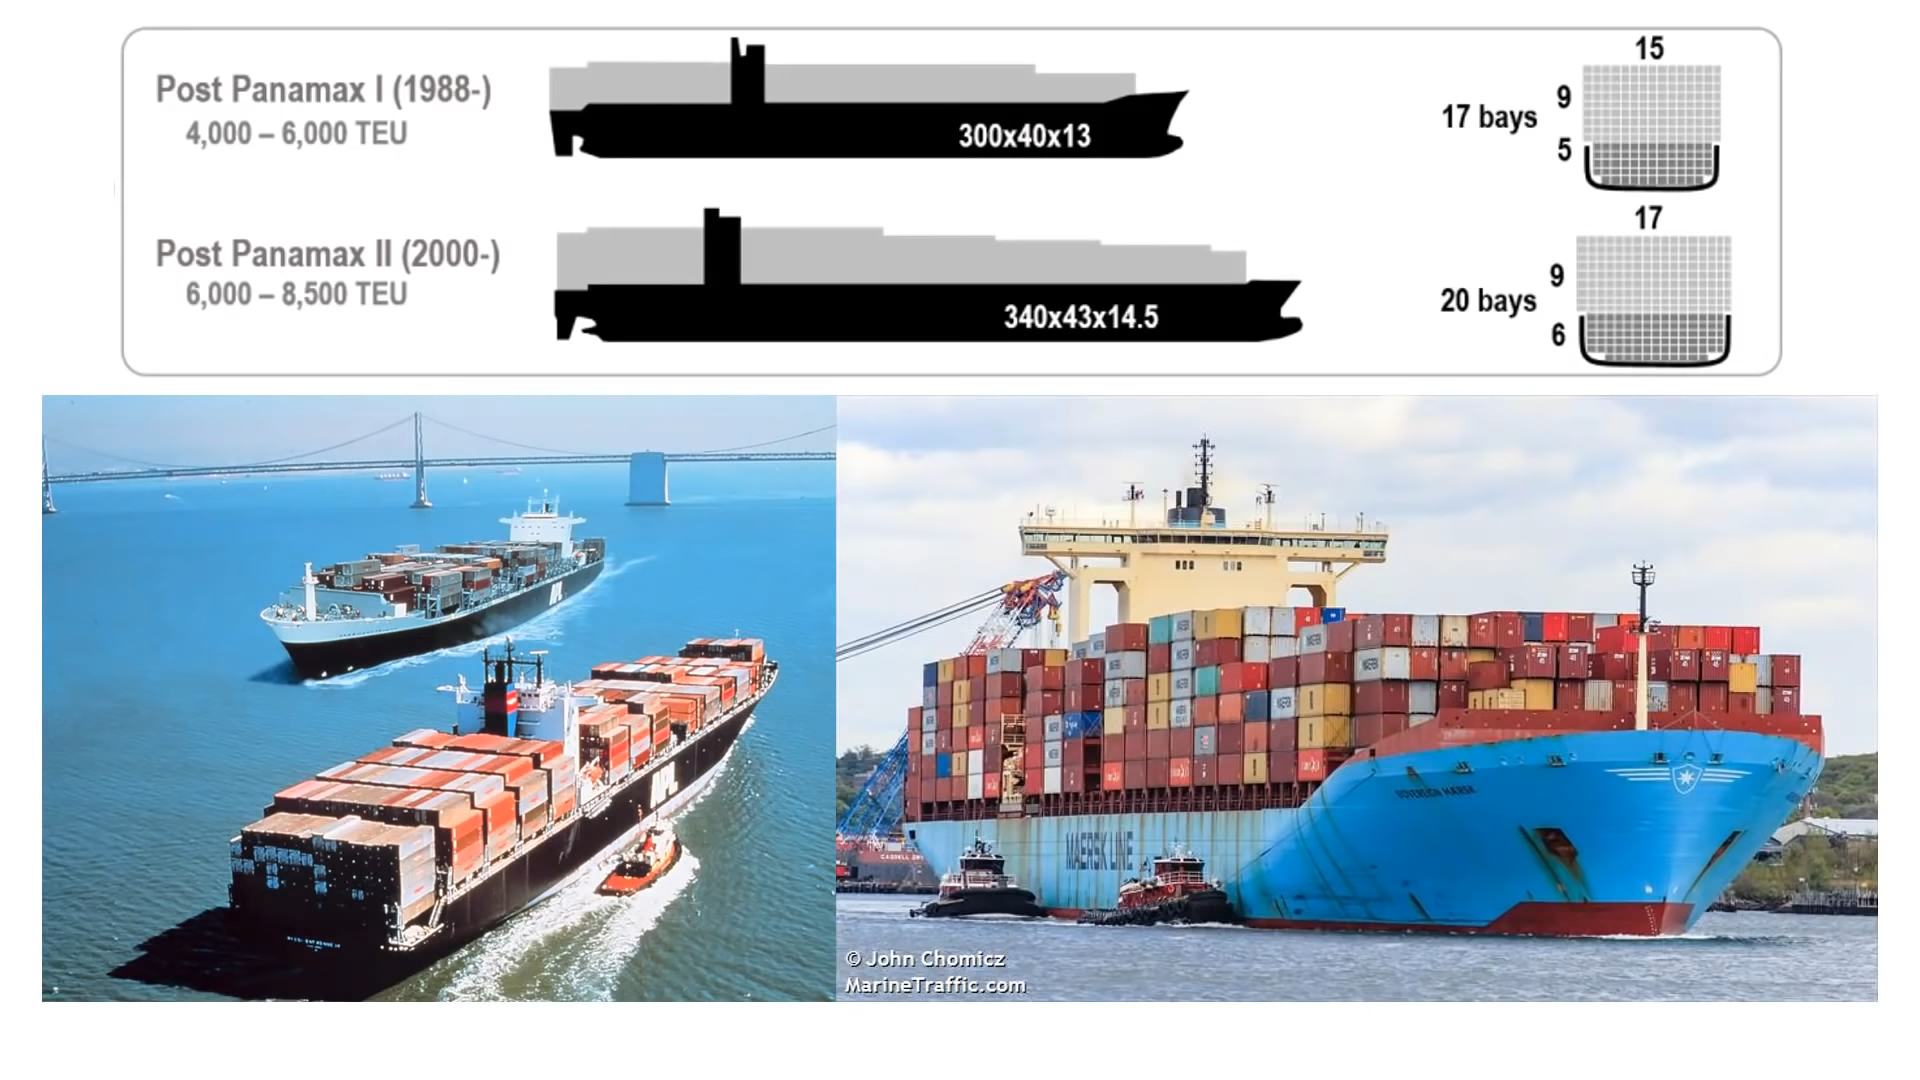 Post Panamax I (1988-)
4,000 – 6,000 TEU
300x40x13
17 bays
15
9
5
Post Panamax II (2000-)
6,000 – 8,500 TEU
340x43x14.5
20 bays
17
9
6
APL
APL
MAERSK LINE
SOVEREIGN MÆRSK
© John Chomicz
MarineTraffic.com